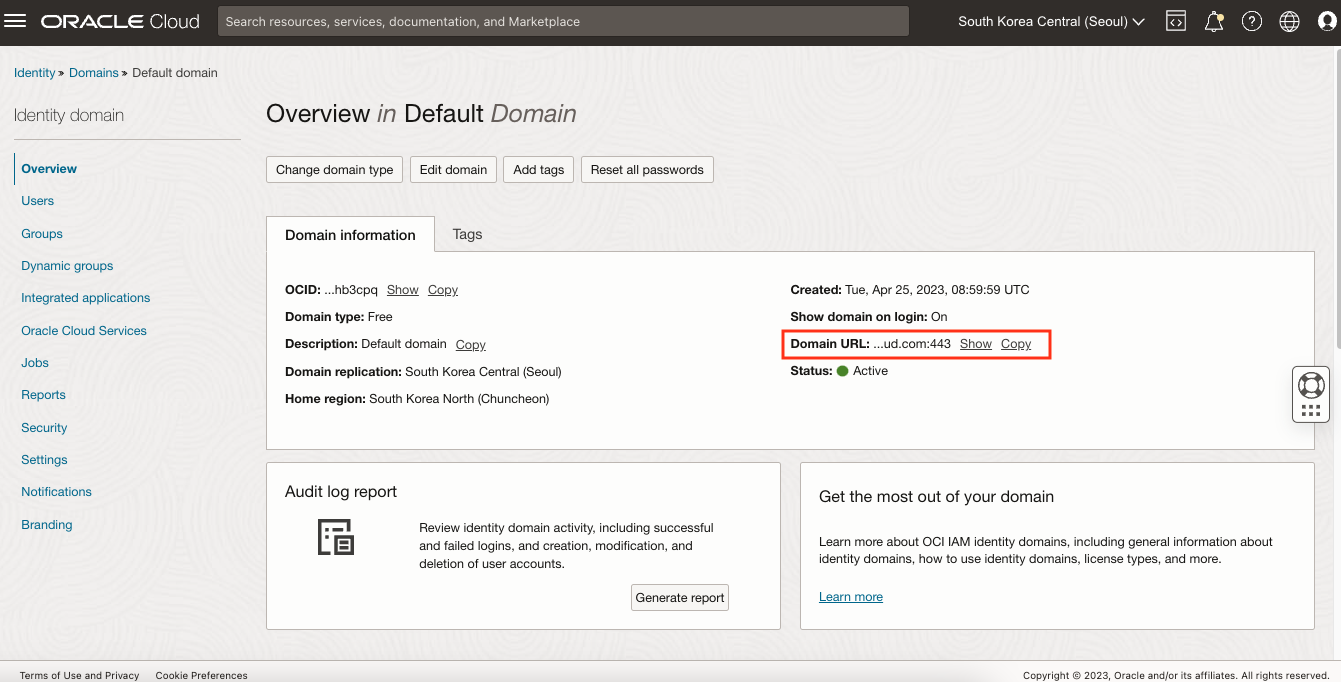 ORACLE Cloud
Search resources, services, documentation, and Marketplace
South Korea Central (Seoul)
Identity » Domains » Default domain
Identity domain
Overview
Users
Groups
Dynamic groups
Integrated applications
Oracle Cloud Services
Jobs
Reports
Security
Settings
Notifications
Branding
Overview in Default Domain
Change domain type Edit domain Add tags Reset all passwords
Domain information Tags
OCID: ...hb3cpq Show Copy
Domain type: Free
Description: Default domain Copy
Domain replication: South Korea Central (Seoul)
Home region: South Korea North (Chuncheon)
Created: Tue, Apr 25, 2023, 08:59:59 UTC
Show domain on login: On
Domain URL: ...ud.com:443 Show Copy
Status: Active
Audit log report
Review identity domain activity, including successful
and failed logins, and creation, modification, and
deletion of user accounts.
Generate report
Get the most out of your domain
Learn more about OCI IAM identity domains, including general information about
identity domains, how to use identity domains, license types, and more.
Learn more
Terms of Use and Privacy Cookie Preferences
Copyright © 2023, Oracle and/or its affiliates. All rights reserved.